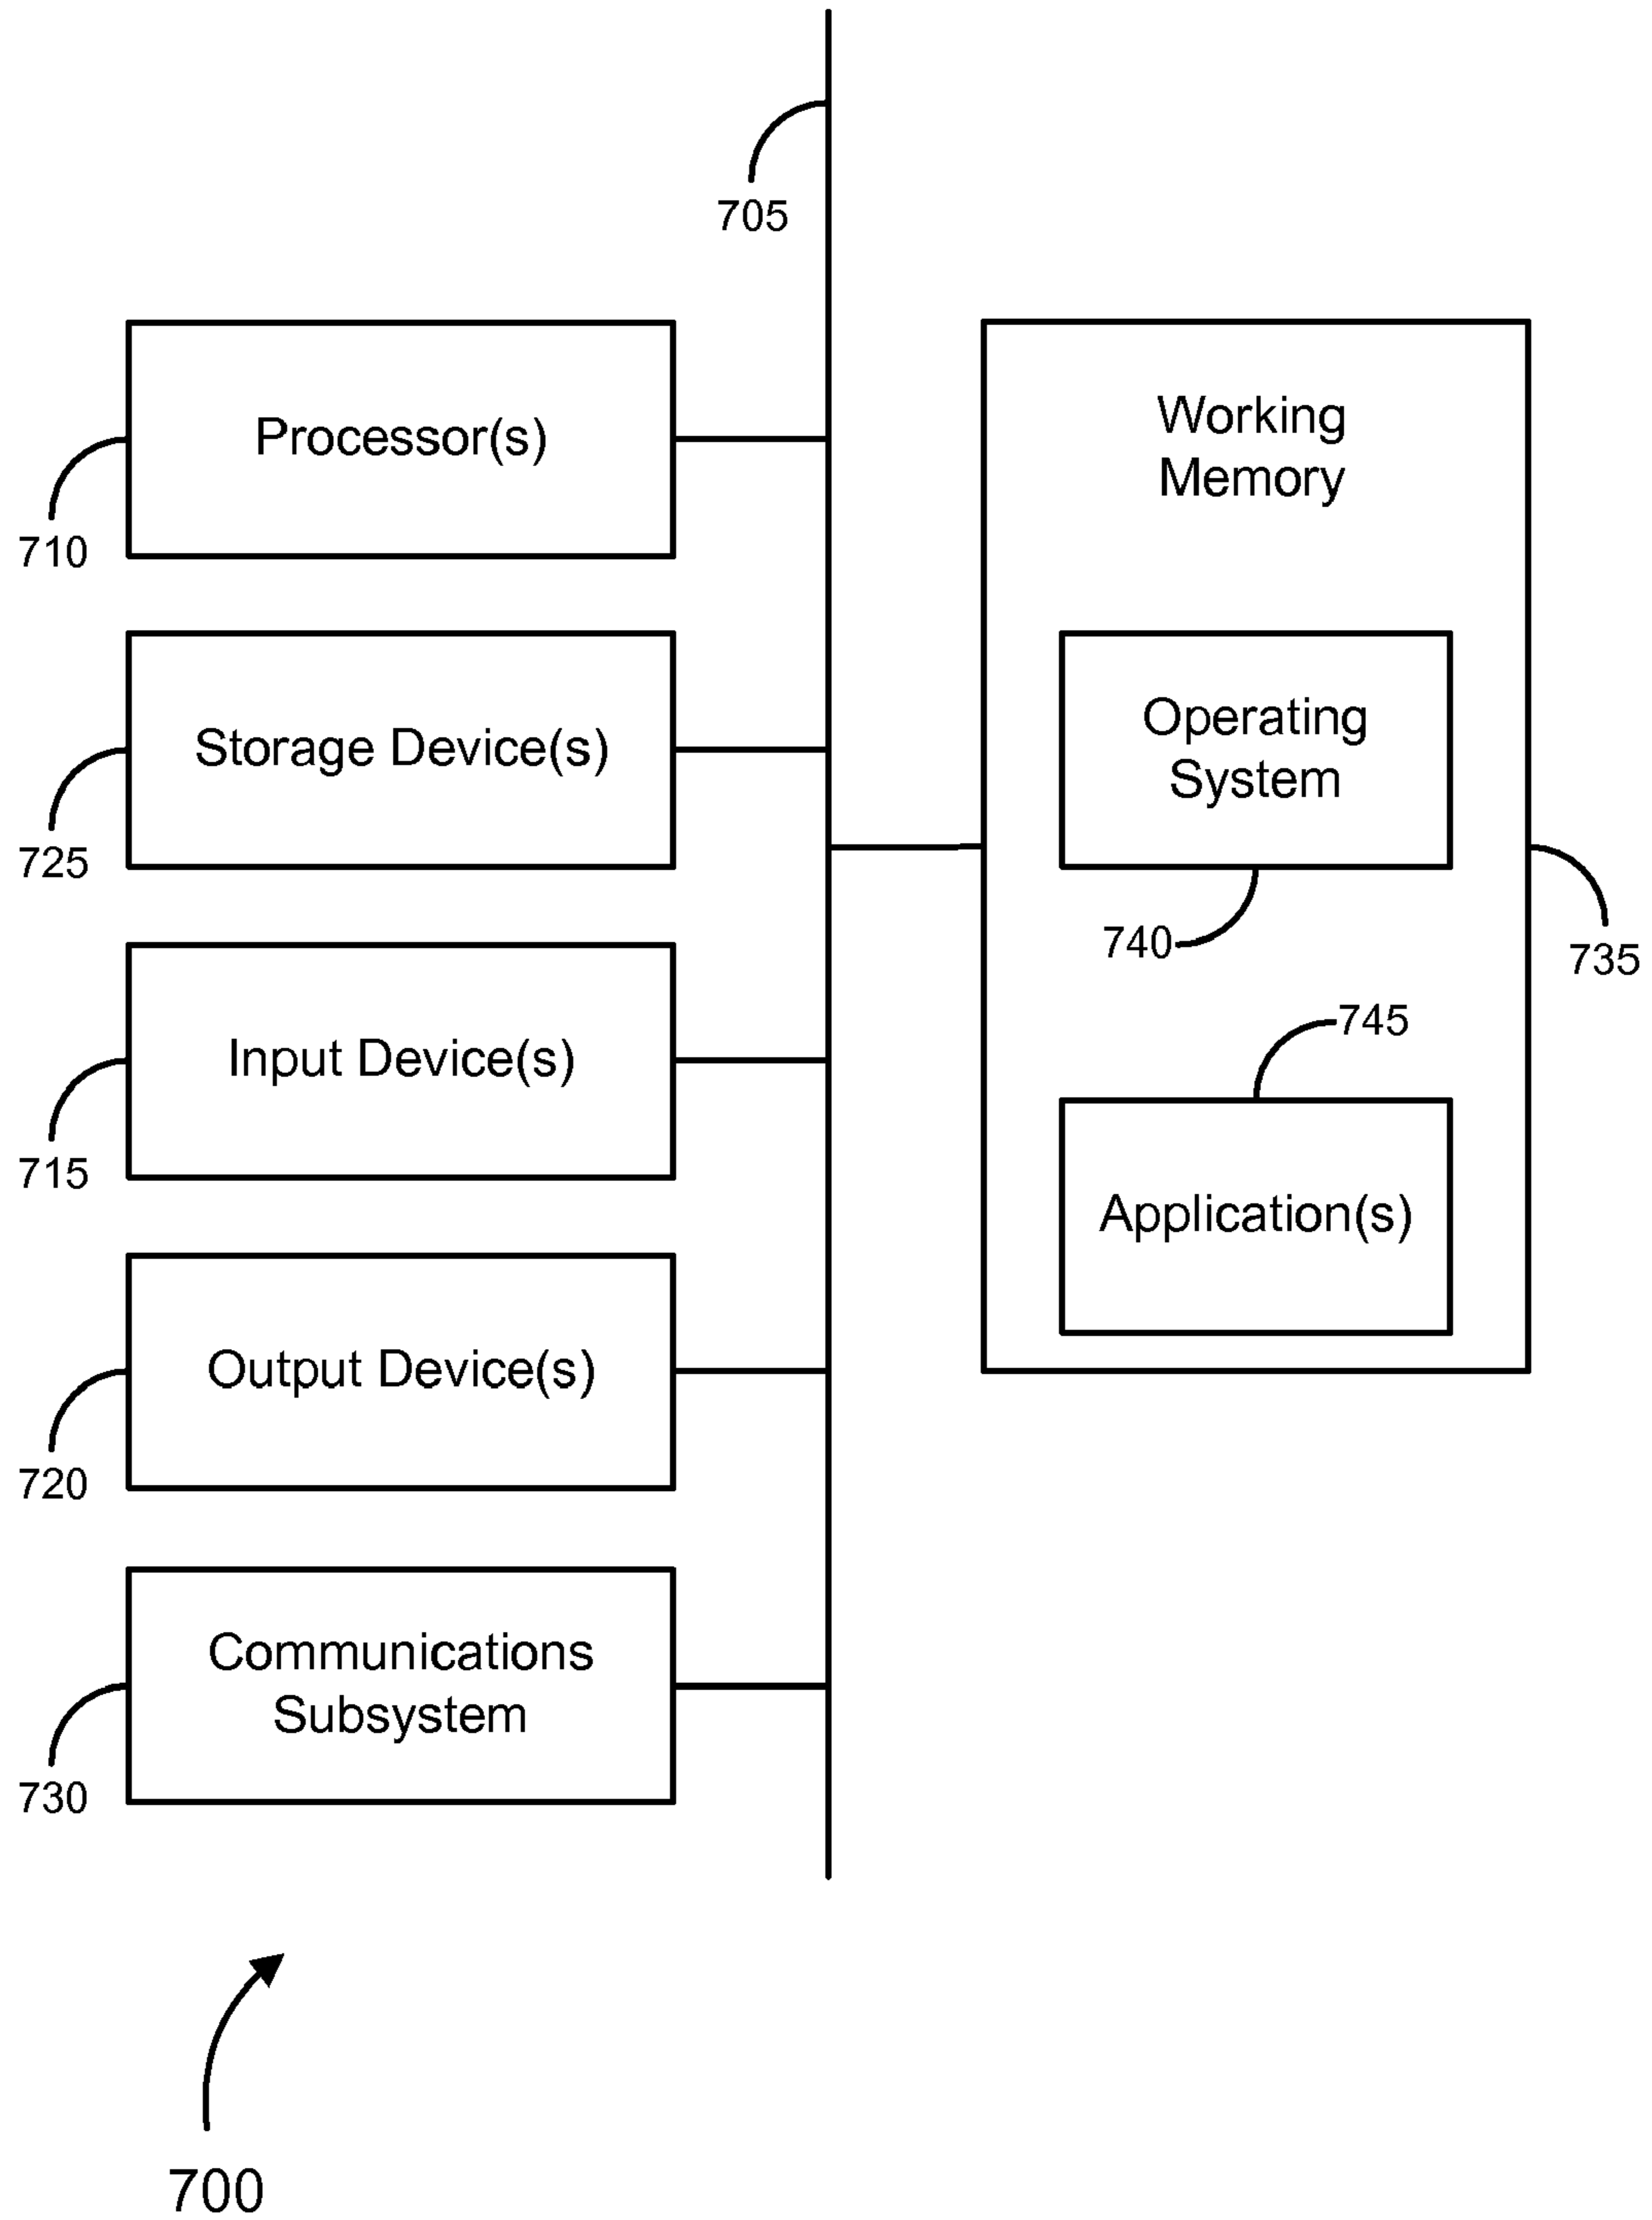 705
Processor(s)
710
Storage Device(s)
725
Input Device(s)
715
Output Device(s)
720
Communications
Subsystem
730
Working
Memory
Operating
System
740
735
745
Application(s)
700